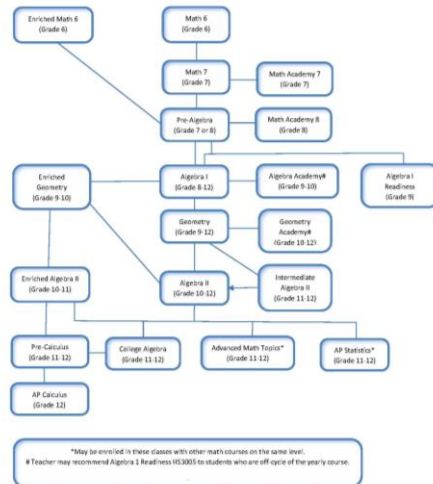 Enriched Math 6
(Grade 6)
Math 6
(Grade 6)
Math 7
(Grade 7)
Math Academy 7
(Grade 7)
Pre-Algebra
(Grade 7 or 8)
Math Academy 8
(Grade 8)
Enriched
Geometry
(Grade 9-10)
Algebra I
(Grade 8-12)
Algebra Academy#
(Grade 9-10)
Algebra I
Readiness
(Grade 9)
Geometry
(Grade 9-12)
Geometry
Academy#
(Grade 10-12)
Enriched Algebra II
(Grade 10-11)
Algebra II
(Grade 10-12)
Intermediate
Algebra II
(Grade 11-12)
Pre-Calculus
(Grade 11-12)
College Algebra
(Grade 11-12)
Advanced Math Topics*
(Grade 11-12)
AP Statistics*
(Grade 11-12)
AP Calculus
(Grade 12)
*May be enrolled in these classes with other math courses on the same level.
# Teacher may recommend Algebra 1 Readiness HS3005 to students who are off-cycle of the yearly course.